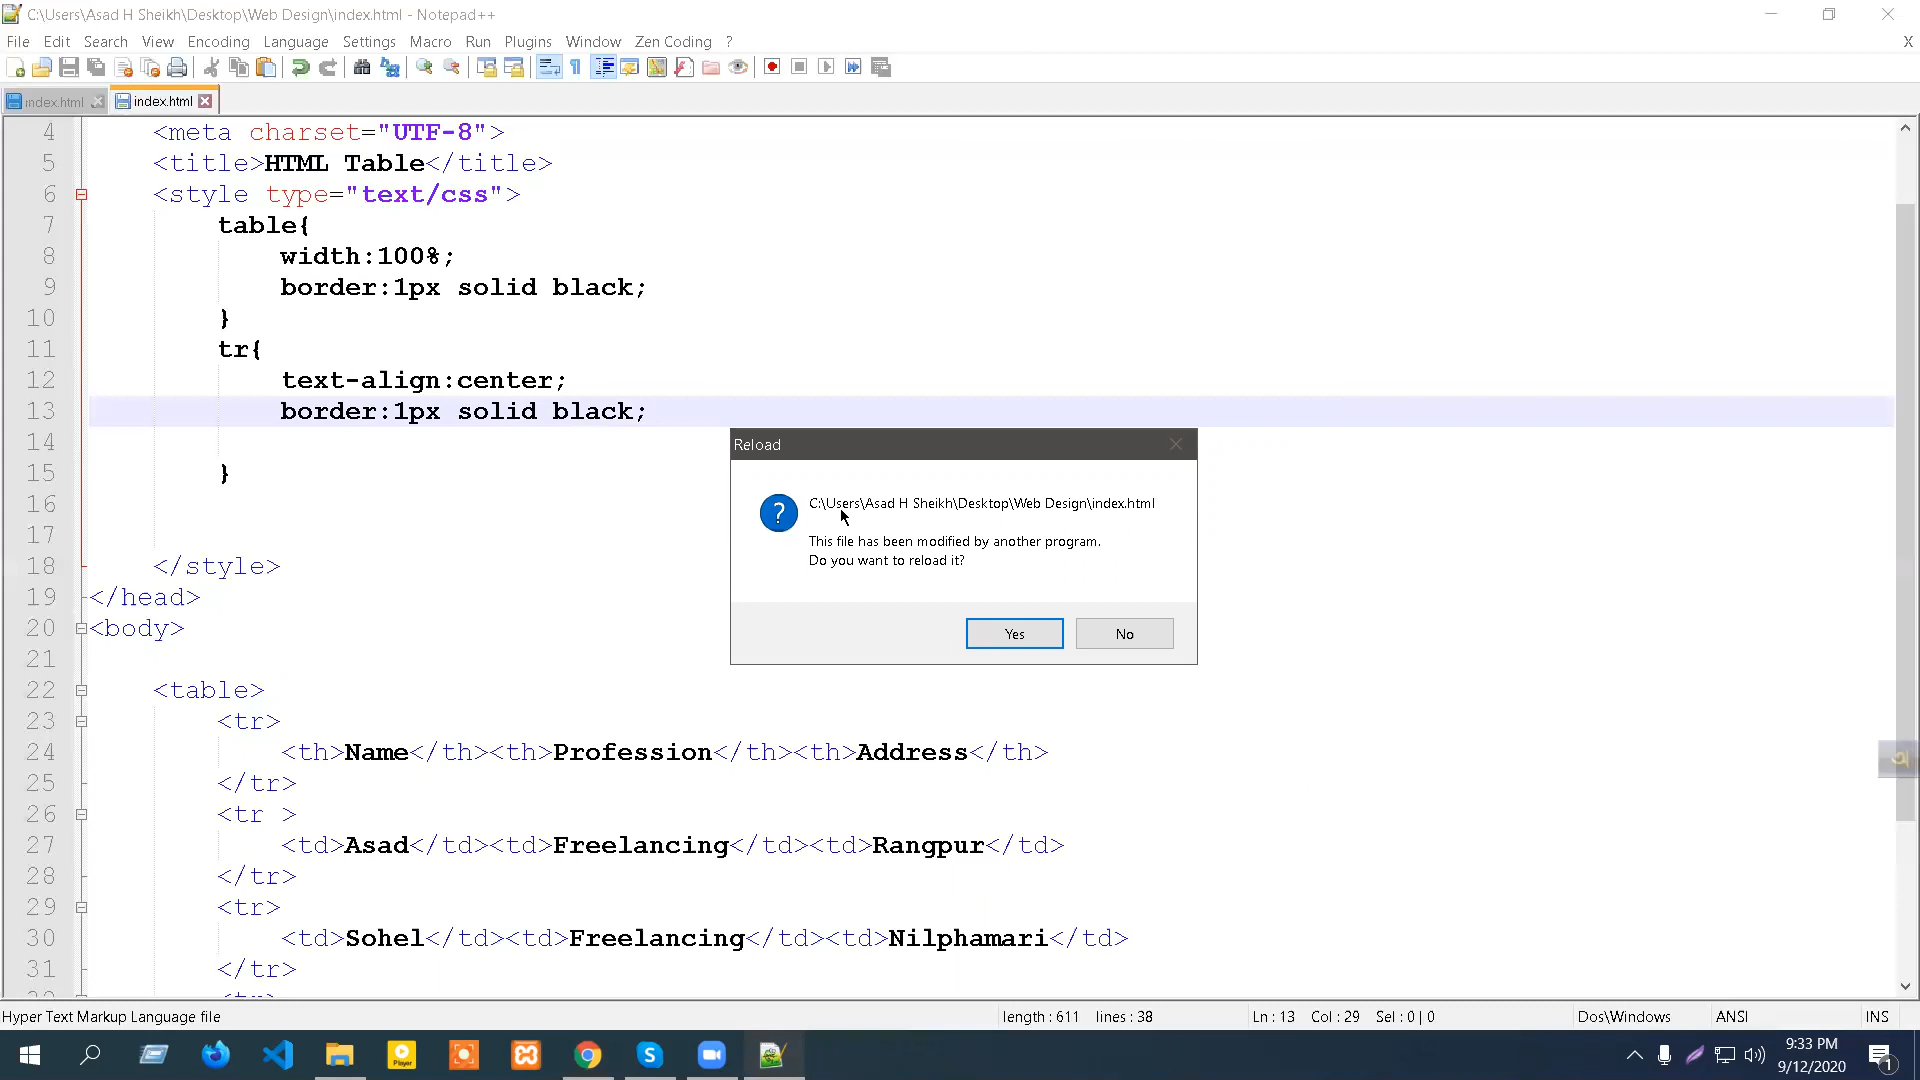 C:\Users\Asad H Sheikh\Desktop\Web Design\index.html - Notepad++
File Edit Search View Encoding Language Settings Macro Run Plugins Window Zen Coding ?
X
index.html index.html
4 <meta charset="UTF-8">
5 <title>HTML Table</title>
6 <style type="text/css">
7 table{
8 width:100%;
9 border:1px solid black;
10 }
11 tr{
12 text-align:center;
13 border:1px solid black;
14
15 }
16
17
18 </style>
19 </head>
20 <body>
21
22 <table>
23 <tr>
24 <th>Name</th><th>Profession</th><th>Address</th>
25 </tr>
26 <tr >
27 <td>Asad</td><td>Freelancing</td><td>Rangpur</td>
28 </tr>
29 <tr>
30 <td>Sohel</td><td>Freelancing</td><td>Nilphamari</td>
31 </tr>
Reload
?
C:\Users\Asad H Sheikh\Desktop\Web Design\index.html
This file has been modified by another program.
Do you want to reload it?
Yes No
অ
Hyper Text Markup Language file length : 611 lines : 38 Ln : 13 Col : 29 Sel : 0 | 0 Dos\Windows ANSI INS
Player
9:33 PM
9/12/2020
1